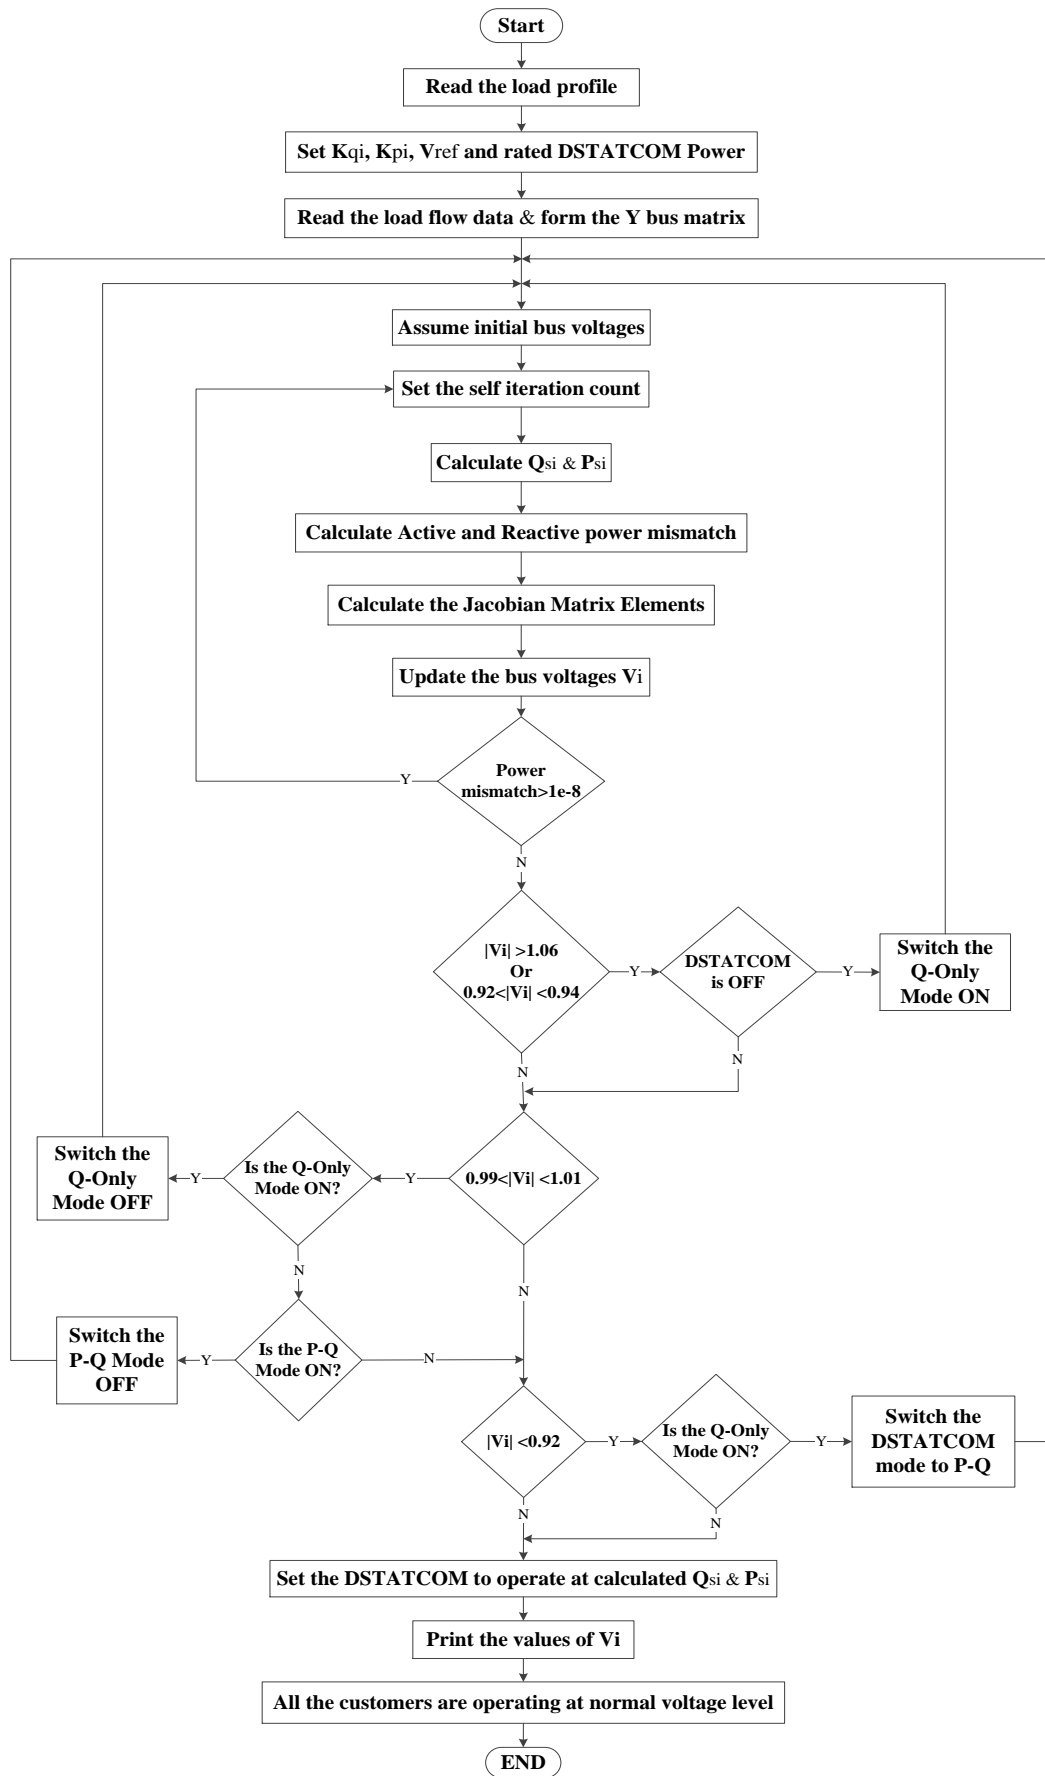 Start
Read the load profile
Set Kqi, Kpi, Vref and rated DSTATCOM Power
Read the load flow data & form the Y bus matrix
Assume initial bus voltages
Set the self iteration count
Calculate Qsi & Psi
Calculate Active and Reactive power mismatch
Calculate the Jacobian Matrix Elements
Update the bus voltages Vi
Power
mismatch>1e-8
Y
N
|Vi| >1.06
Or
0.92<|Vi| <0.94
Y
DSTATCOM
is OFF
Y
Switch the
Q-Only
Mode ON
N
N
0.99<|Vi| <1.01
Y
Is the Q-Only
Mode ON?
Y
Switch the
Q-Only
Mode OFF
N
N
Is the P-Q
Mode ON?
Y
Switch the
P-Q Mode
OFF
N
|Vi| <0.92
Y
Is the Q-Only
Mode ON?
Y
Switch the
DSTATCOM
mode to P-Q
N
N
Set the DSTATCOM to operate at calculated Qsi & Psi
Print the values of Vi
All the customers are operating at normal voltage level
END